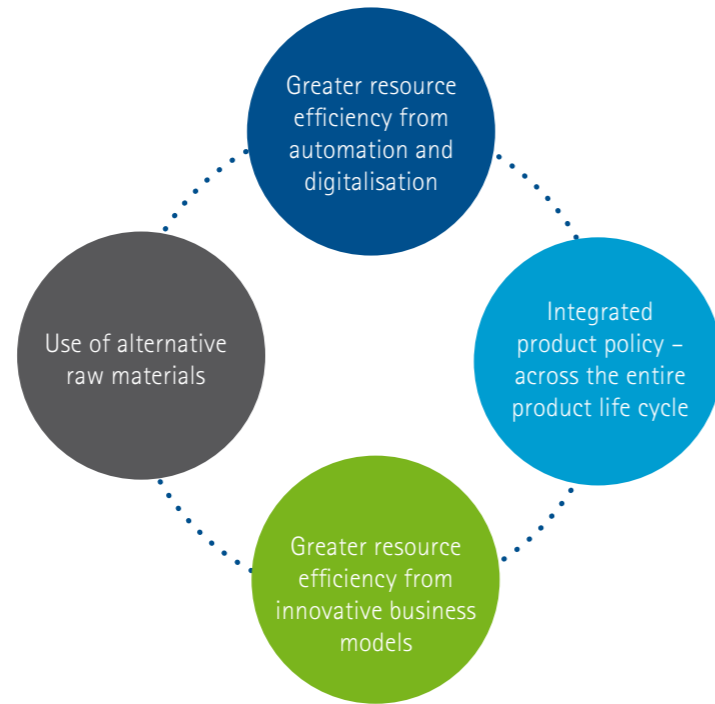 Greater resource
efficiency from
automation and
digitalisation
Use of alternative
raw materials
Integrated
product policy –
across the entire
product life cycle
Greater resource
efficiency from
innovative business
models